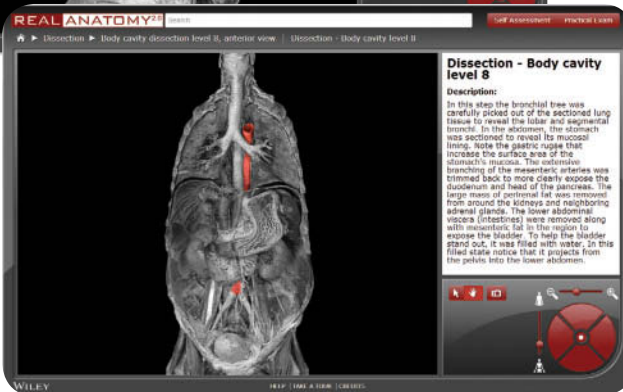 REAL ANATOMY 2.0 Search Self Assessment Practical Exam
Dissection Body cavity dissection level 8, anterior view. | Dissection - Body cavity level 8
Dissection - Body cavity
level 8
Description:
In this step the bronchial tree was
carefully picked out of the sectioned lung
tissue to reveal the lobar and segmental
bronchi. In the abdomen, the stomach
was sectioned to reveal its mucosal
lining. Note the gastric rugae that
increase the surface area of the
stomach's mucosa. The extensive
branching of the mesenteric arteries was
trimmed back to more clearly expose the
duodenum and head of the pancreas. The
large mass of perirenal fat was removed
from around the kidneys and neighboring
adrenal glands. The lower abdominal
viscera (intestines) were removed along
with mesenteric fat in the region to
expose the bladder. To help the bladder
stand out, it was filled with water. In this
filled state notice that it projects from
the pelvis into the lower abdomen.
WILEY HELP | TAKE A TOUR | CREDITS